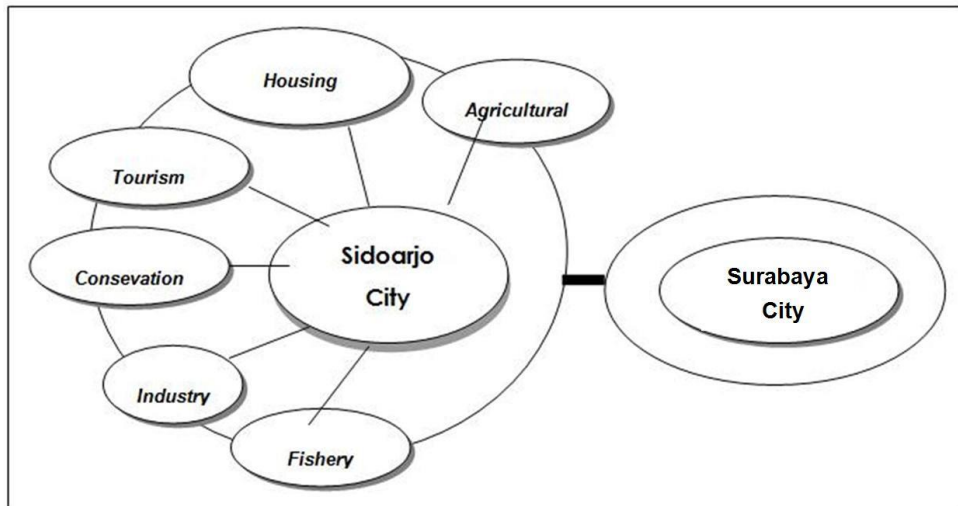 Housing
Agricultural
Tourism
Sidoarjo
City
Consevation
Surabaya
City
Industry
Fishery